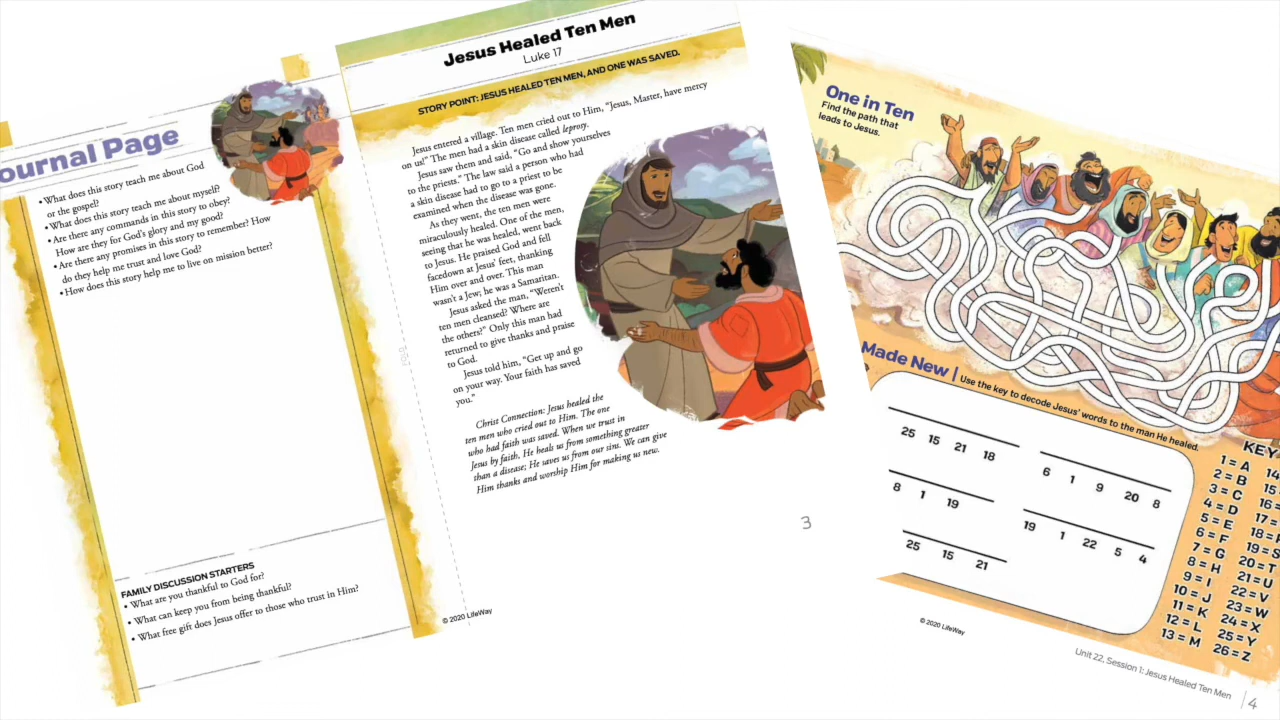 ournal Page
• What does this story teach me about God
or the gospel?
• What does this story teach me about myself?
• Are there any commands in this story to obey?
How are they for God's glory and my good?
• Are there any promises in this story to remember? How
do they help me trust and love God?
• How does this story help me to live on mission better?
FAMILY DISCUSSION STARTERS
• What are you thankful to God for?
• What can keep you from being thankful?
• What free gift does Jesus offer to those who trust in Him?
Jesus Healed Ten Men
Luke 17
STORY POINT: JESUS HEALED TEN MEN, AND ONE WAS SAVED.
Jesus entered a village. Ten men cried out to Him, "Jesus, Master, have mercy
on us!" The men had a skin disease called leprosy.
Jesus saw them and said, "Go and show yourselves
to the priests." The law said a person who had
a skin disease had to go to a priest to be
examined when the disease was gone.
As they went, the ten men were
miraculously healed. One of the men,
seeing that he was healed, went back
to Jesus. He praised God and fell
facedown at Jesus' feet, thanking
Him over and over. This man
wasn't a Jew; he was a Samaritan.
Jesus asked the man, "Weren't
ten men cleansed? Where are
the others?" Only this man had
returned to give thanks and praise
to God.
Jesus told him, "Get up and go
on your way. Your faith has saved
you."
Christ Connection: Jesus healed the
ten men who cried out to Him. The one
who had faith was saved. When we trust in
Jesus by faith, He heals us from something greater
than a disease; He saves us from our sins. We can give
Him thanks and worship Him for making us new.
FOLD
© 2020 LifeWay
3
One in Ten
Find the path that
leads to Jesus.
Made New | Use the key to decode Jesus' words to the man He healed.
25 15 21 18
6 1 9 20 8
8 1 19
19 1 22 5 4
25 15 21
KEY
1 = A 14
2 = B 15
3 = C 16=
4 = D 17=
5 = E 18=
6 = F 19=S
7 = G 20=T
8 = H 21=U
9 = I 22=V
10 = J 23=W
11 = K 24=X
12 = L 25=Y
13 = M 26=Z
© 2020 LifeWay
Unit 22, Session 1: Jesus Healed Ten Men
4